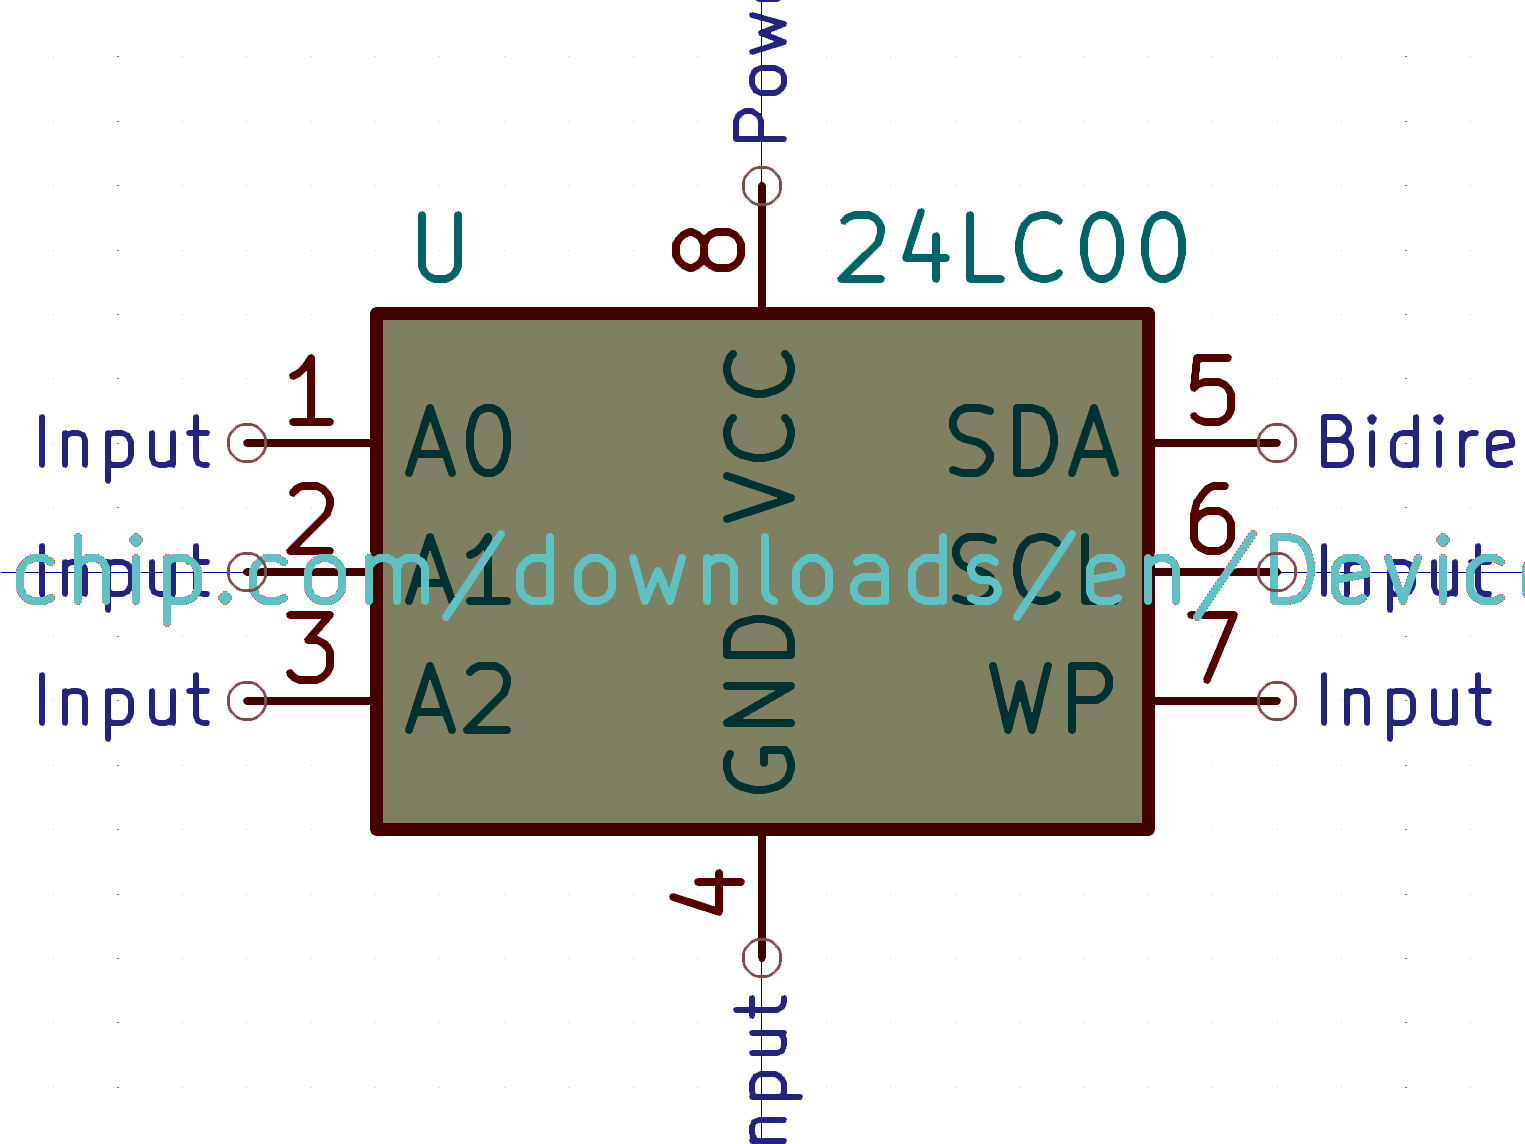 Pow
U
8
24LC00
1
5
Input
A0
VCC
SDA
Bidire
2
6
Input
A1
SCL
Input
chip.com/downloads/en/Device
3
7
Input
A2
GND
WP
Input
4
nput